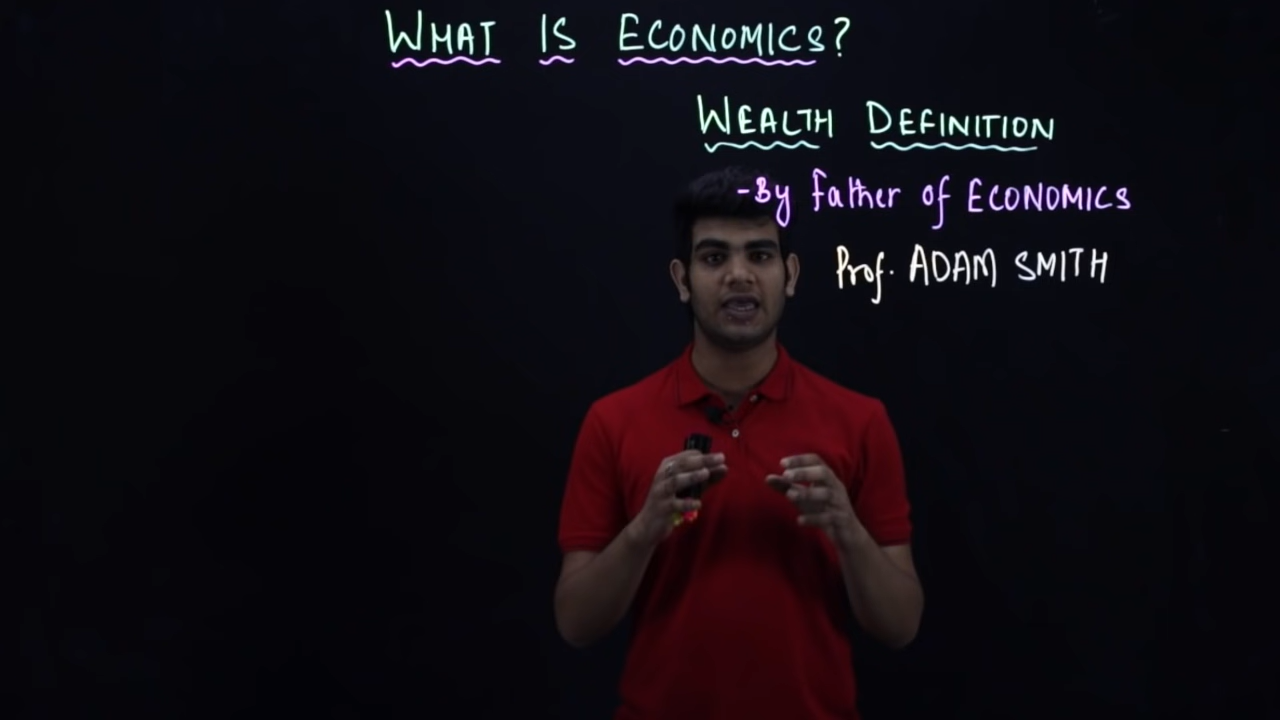 WHAT IS ECONOMICS?
WEALTH DEFINITION
-By father of ECONOMICS
Prof. ADAM SMITH